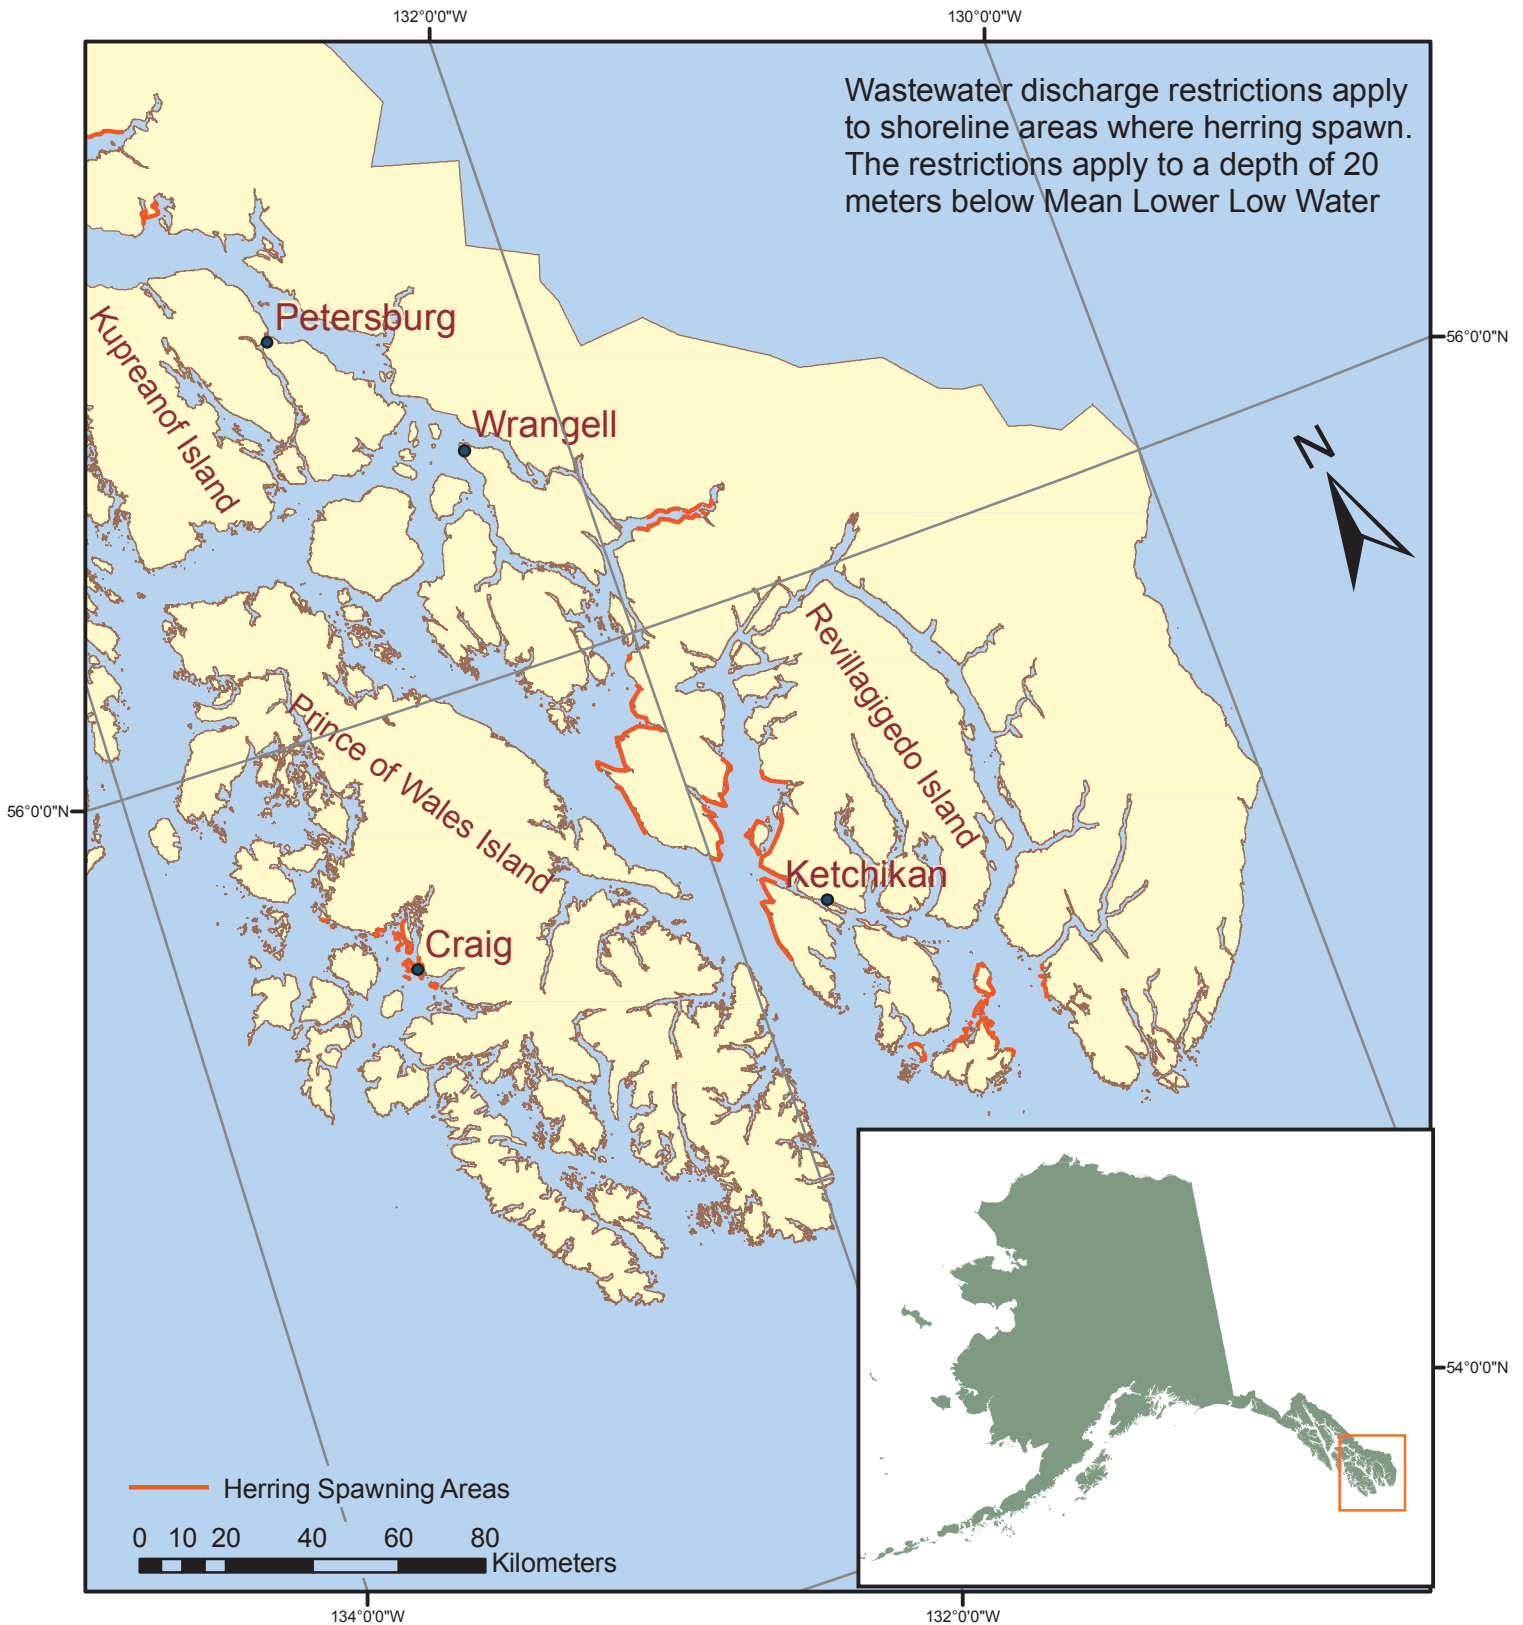 132°0'0"W
130°0'0"W
Wastewater discharge restrictions apply
to shoreline areas where herring spawn.
The restrictions apply to a depth of 20
meters below Mean Lower Low Water
Petersburg
Kupreanof Island
56°0'0"N
Wrangell
N
Revillagigedo Island
Prince of Wales Island
56°0'0"N
Ketchikan
Craig
54°0'0"N
Herring Spawning Areas
0 10 20 40 60 80
Kilometers
134°0'0"W
132°0'0"W